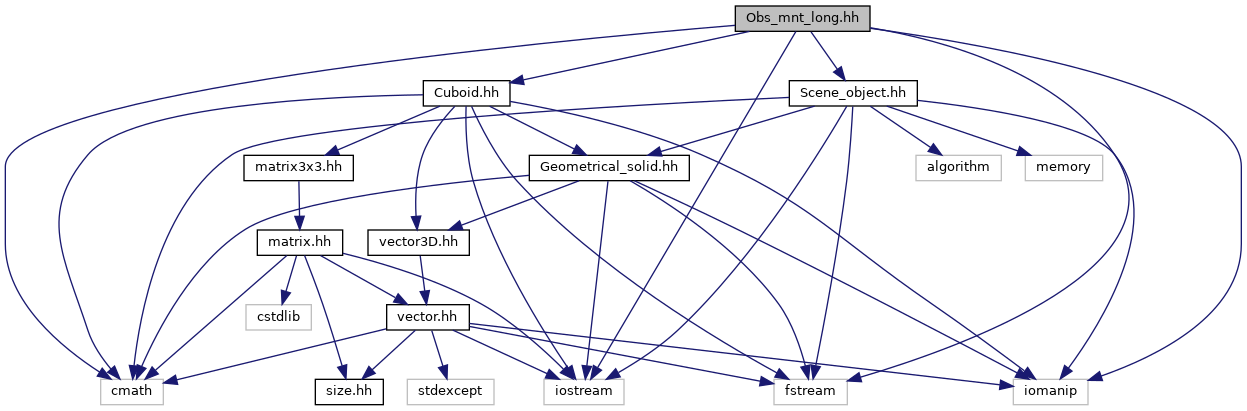 Obs_mnt_long.hh
Cuboid.hh
Scene_object.hh
matrix3x3.hh
Geometrical_solid.hh
algorithm
memory
matrix.hh
vector3D.hh
cstdlib
vector.hh
cmath
size.hh
stdexcept
iostream
fstream
iomanip